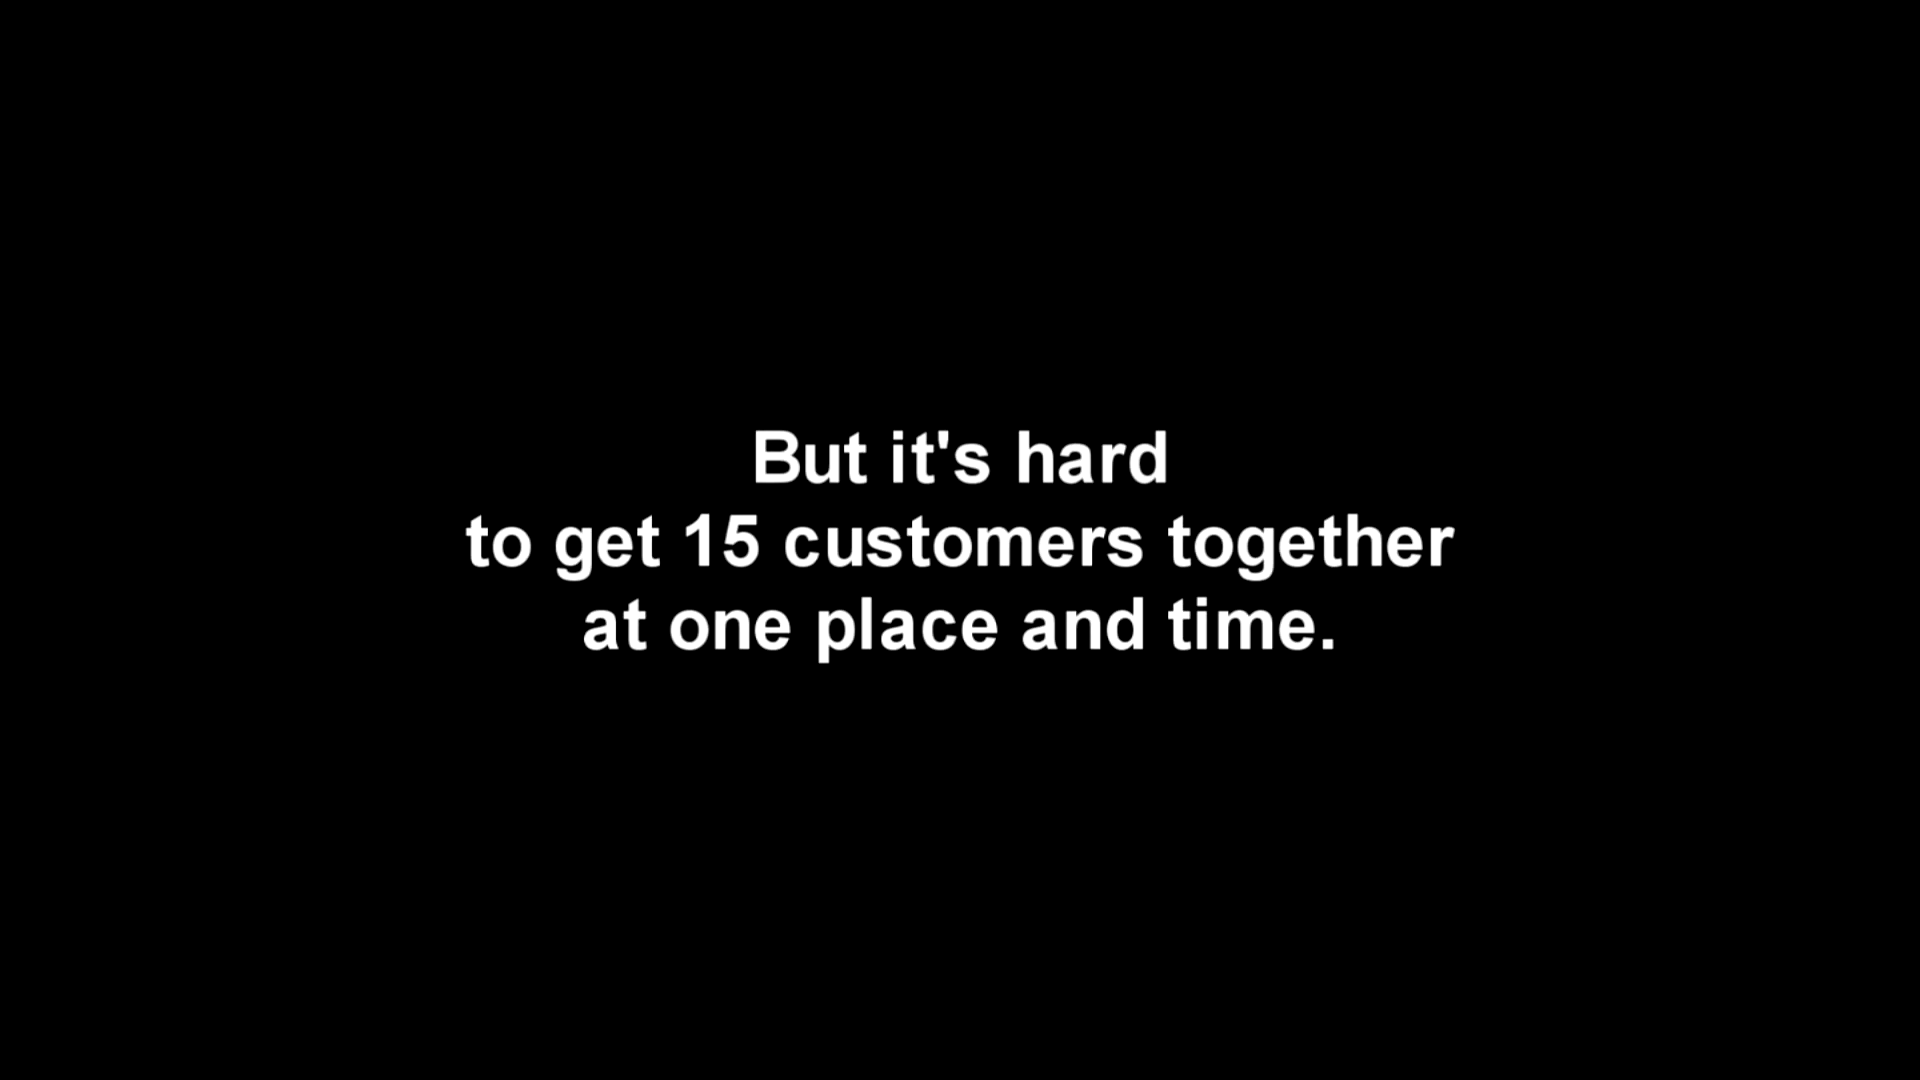 But it's hard
to get 15 customers together
at one place and time.